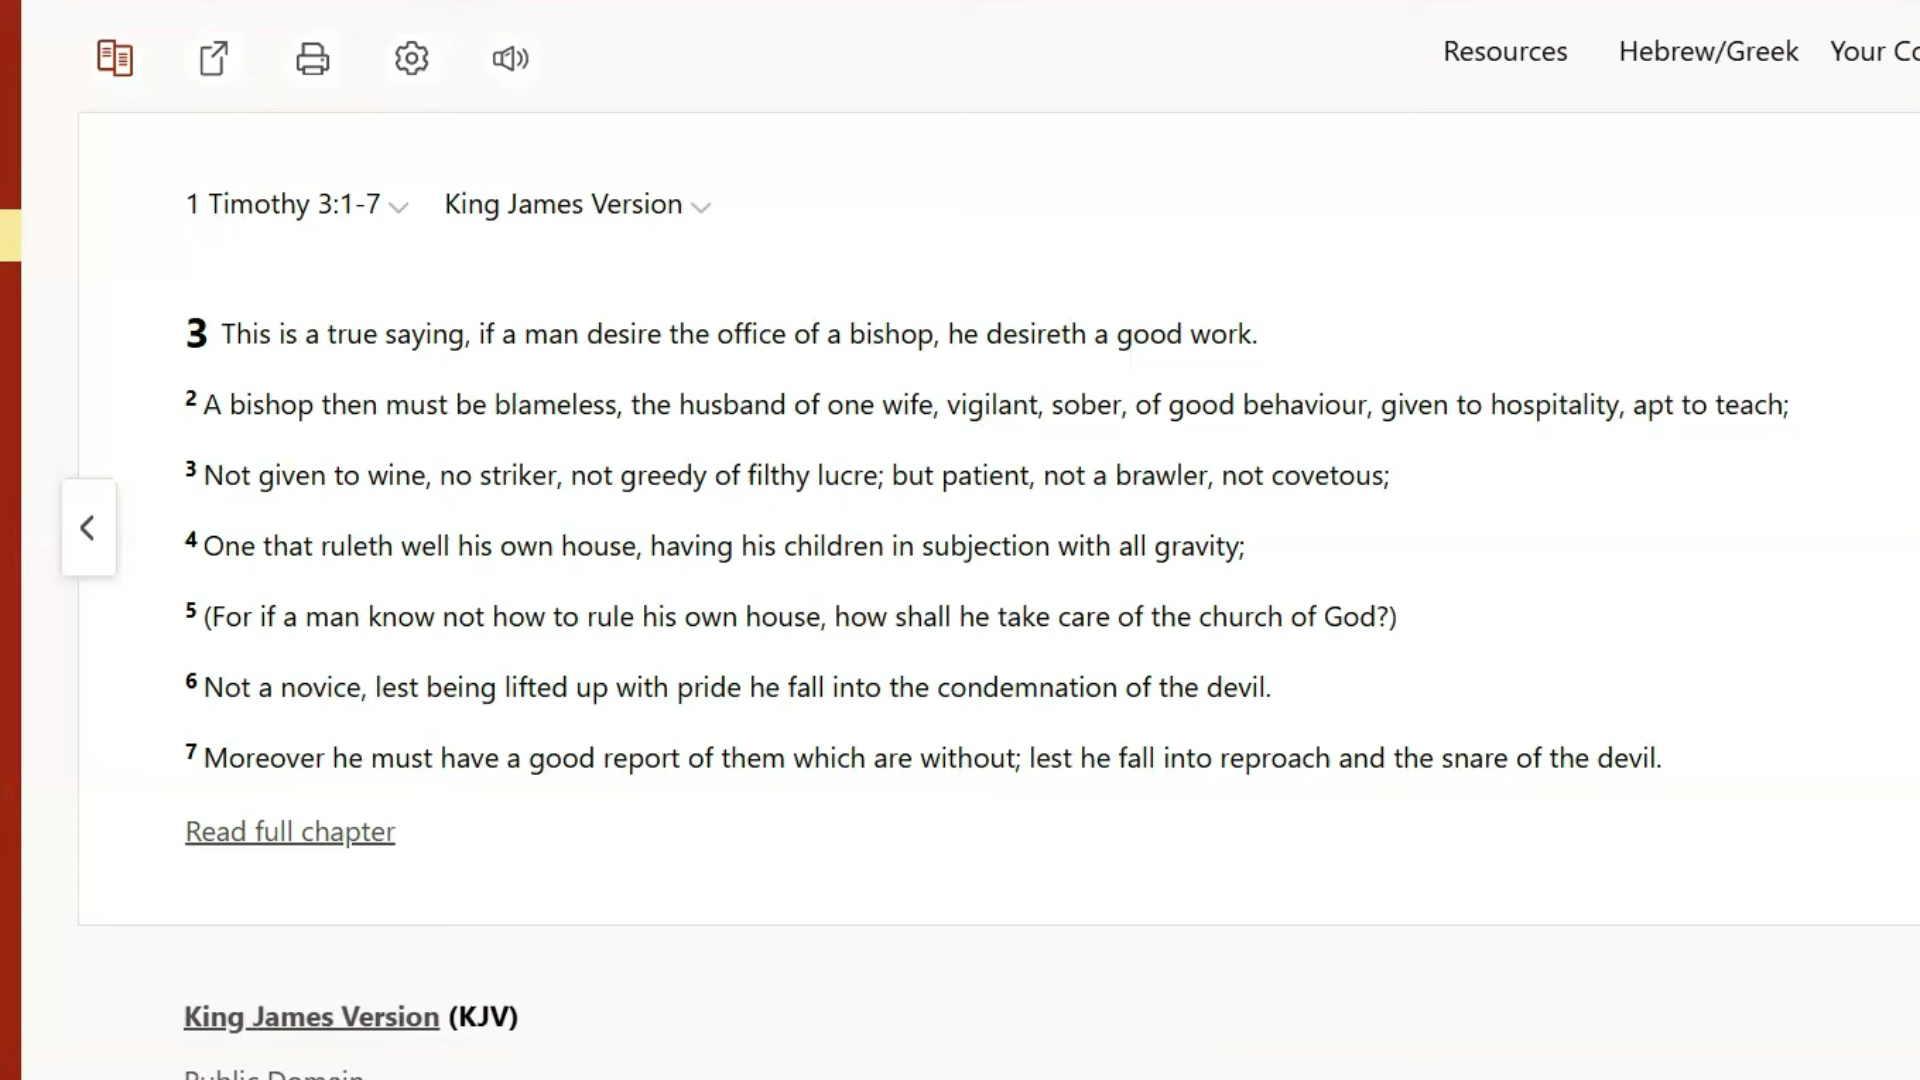 Resources Hebrew/Greek Your Co
1 Timothy 3:1-7 King James Version
3 This is a true saying, if a man desire the office of a bishop, he desireth a good work.
2 A bishop then must be blameless, the husband of one wife, vigilant, sober, of good behaviour, given to hospitality, apt to teach;
3 Not given to wine, no striker, not greedy of filthy lucre; but patient, not a brawler, not covetous;
4 One that ruleth well his own house, having his children in subjection with all gravity;
5 (For if a man know not how to rule his own house, how shall he take care of the church of God?)
6 Not a novice, lest being lifted up with pride he fall into the condemnation of the devil.
7 Moreover he must have a good report of them which are without; lest he fall into reproach and the snare of the devil.
Read full chapter
King James Version (KJV)
Public Domain